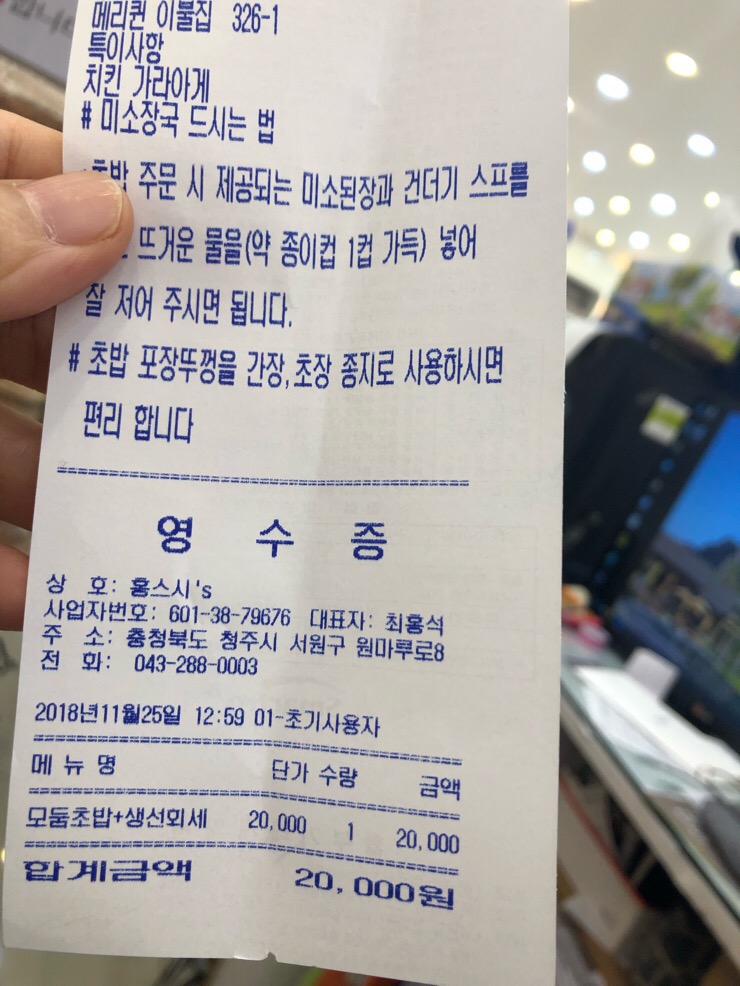 메리퀸 이불집 326-1
특이사항
치킨 가라아게
# 미소장국 드시는 법
초밥 주문 시 제공되는 미소된장과 건더기 스프를
뜨거운 물을(약 종이컵 1컵 가득) 넣어
잘 저어 주시면 됩니다.
# 초밥 포장뚜껑을 간장,초장 종지로 사용하시면
편리 합니다
영 수 증
상 호: 홍스시's
사업자번호: 601-38-79676 대표자: 최홍석
주 소: 충청북도 청주시 서원구 원마루로8
전 화: 043-288-0003
2018년11월25일 12:59 01-초기사용자
메 뉴 명 단가 수량 금액
모둠초밥+생선회세 20,000 1 20,000
합계금액 20,000원